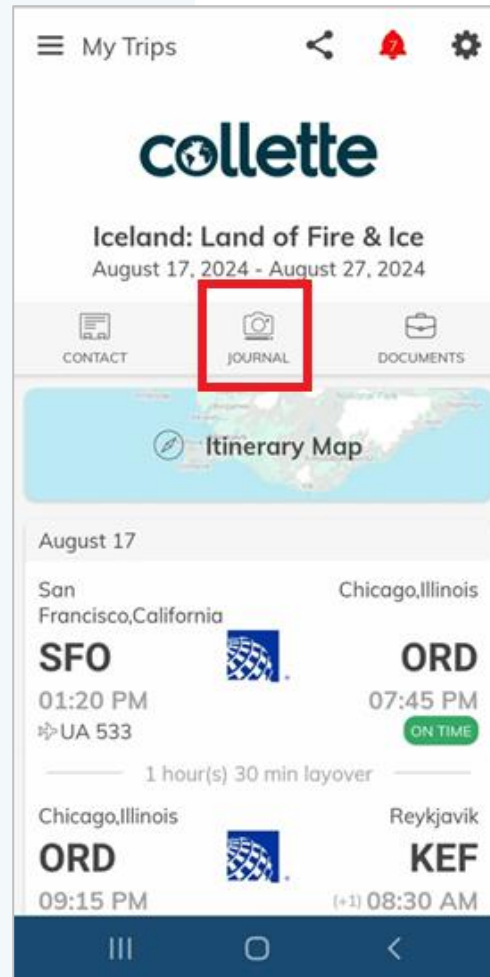 My Trips
7
collette
Iceland: Land of Fire & Ice
August 17, 2024 - August 27, 2024
CONTACT JOURNAL DOCUMENTS
Itinerary Map
August 17
San Francisco,California Chicago,Illinois
SFO ORD
01:20 PM 07:45 PM
UA 533 ON TIME
1 hour(s) 30 min layover
Chicago,Illinois Reykjavik
ORD KEF
09:15 PM (+1) 08:30 AM